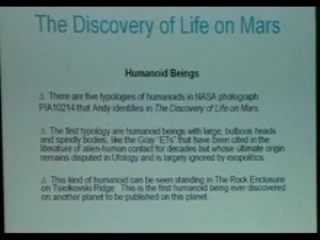 The Discovery of Life on Mars
Humanoid Beings
Δ There are five typologies of humanoids in NASA photograph
PIA10214 that Andy identifies in The Discovery of Life on Mars.
Δ The first typology are humanoid beings with large, bulbous heads
and spindly bodies, like the Gray "ETs" that have been cited in the
literature of alien-human contact for decades but whose ultimate origin
remains disputed in Ufology and is largely ignored by exopolitics.
Δ This kind of humanoid can be seen standing in The Rock Enclosure
on Tsiolkovski Ridge. This is the first humanoid being ever discovered
on another planet to be published on this planet.